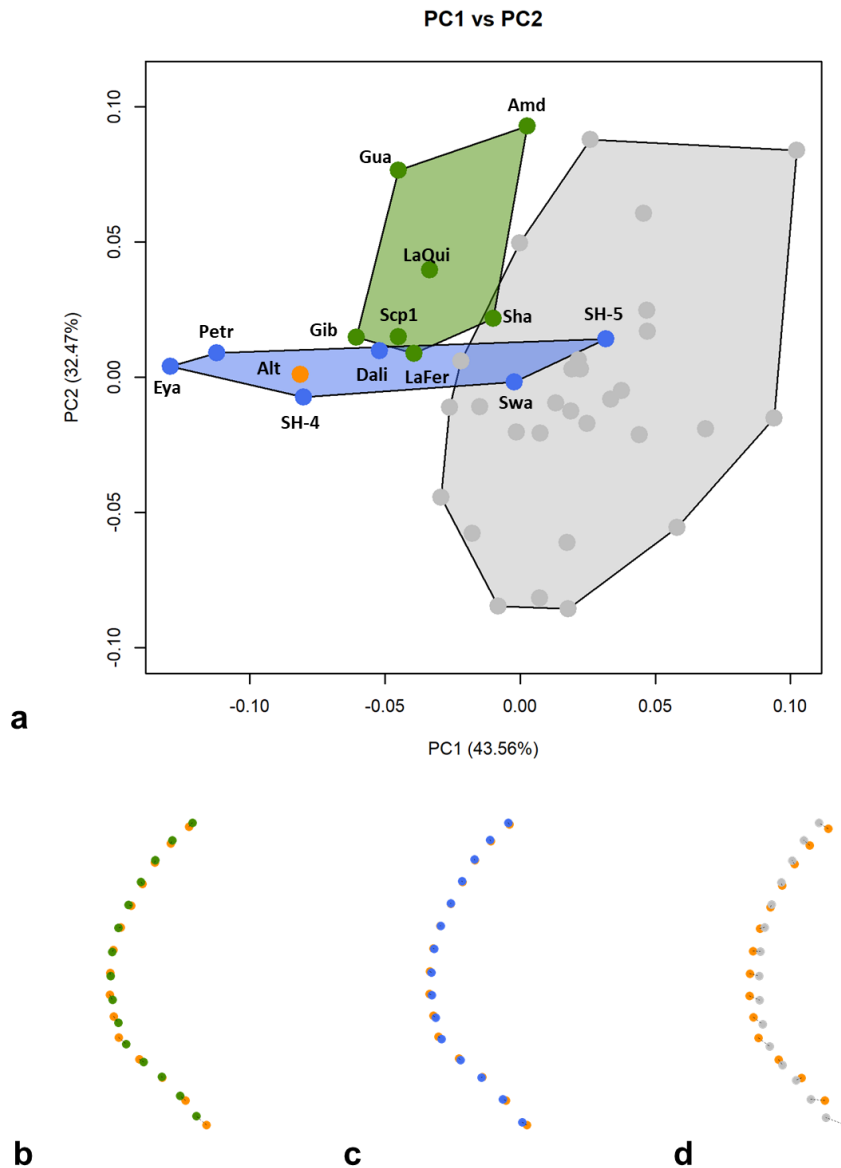 PC1 vs PC2
Amd
Gua
LaQui
Sha
SH-5
Scp1
Gib
Petr
Alt
Eya
Dali
LaFer
Swa
SH-4
0.10
0.05
0.00
-0.05
-0.10
PC2 (32.47%)
-0.10
-0.05
0.00
0.05
0.10
PC1 (43.56%)
a
b
c
d